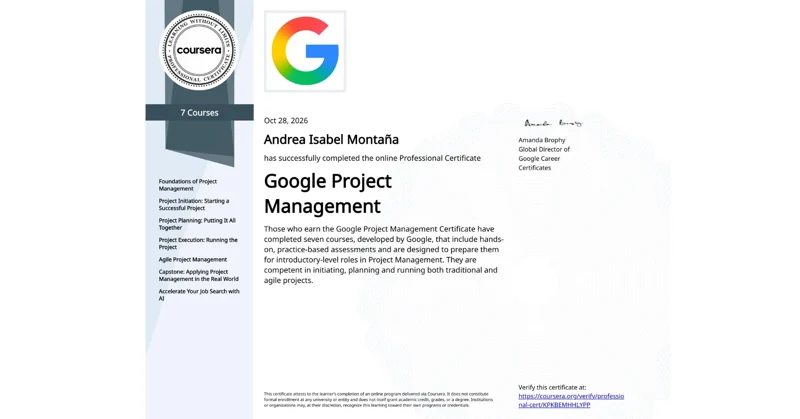 LEARNING WITHOUT LIMITS
coursera
PROFESSIONAL CERTIFICATE
7 Courses
Foundations of Project
Management
Project Initiation: Starting a
Successful Project
Project Planning: Putting It All
Together
Project Execution: Running the
Project
Agile Project Management
Capstone: Applying Project
Management in the Real World
Accelerate Your Job Search with
AI
Oct 28, 2026
Andrea Isabel Montaña
has successfully completed the online Professional Certificate
Google Project
Management
Those who earn the Google Project Management Certificate have
completed seven courses, developed by Google, that include hands-
on, practice-based assessments and are designed to prepare them
for introductory-level roles in Project Management. They are
competent in initiating, planning and running both traditional and
agile projects.
Amanda Brophy
Amanda Brophy
Global Director of
Google Career
Certificates
This certificate attests to the learner's completion of an online program delivered via Coursera. It does not constitute
formal enrollment at any university or entity and does not itself grant academic credit, grades, or a degree. Institutions
or organizations may, at their discretion, recognize this learning toward their own programs or credentials.
Verify this certificate at:
https://coursera.org/verify/professio
nal-cert/KPKBEMHHLYPP